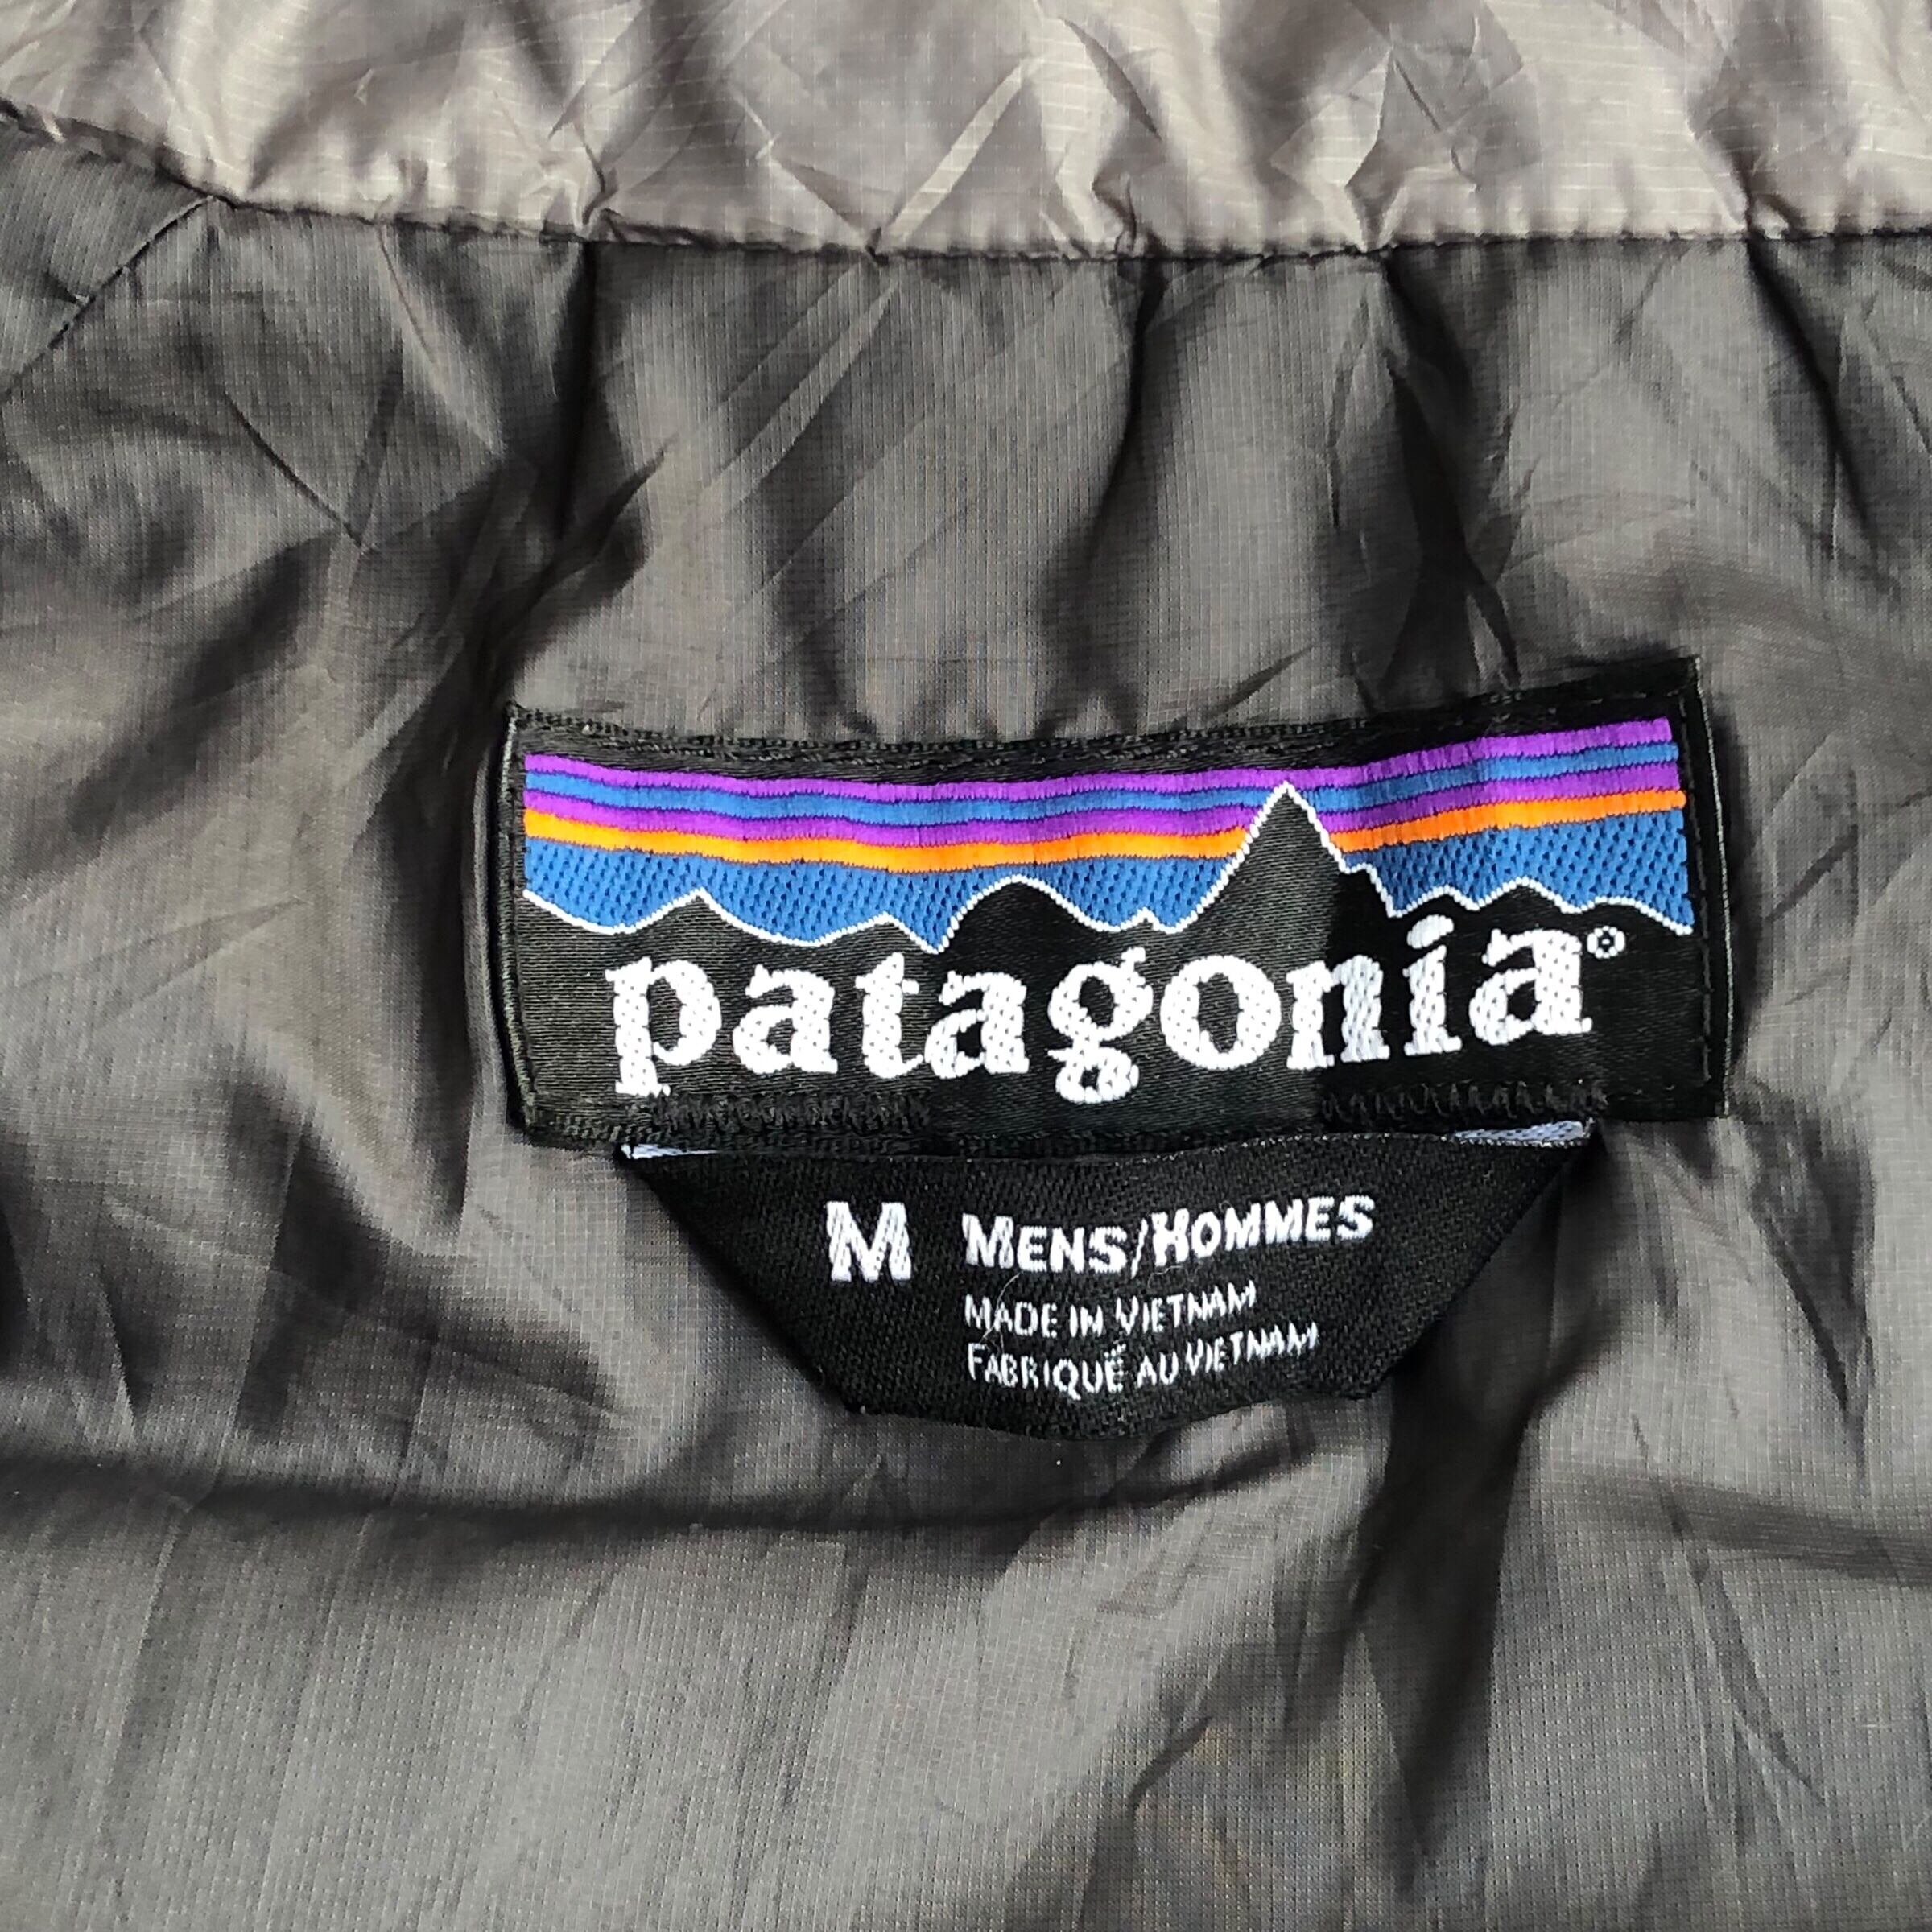 patagonia®
M MENS/HOMMES
MADE IN VIETNAM
FABRIQUÉ AU VIETNAM